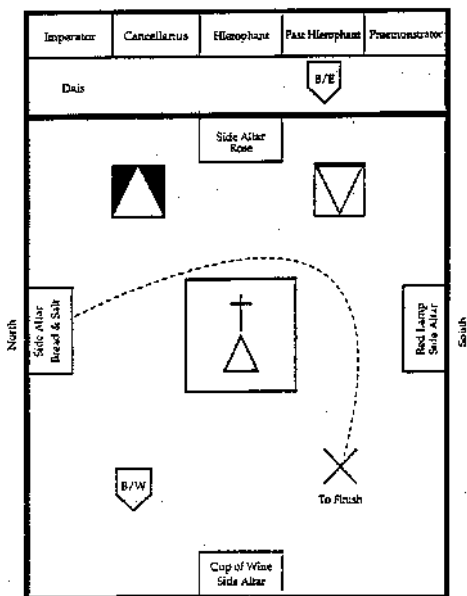 Imperator
Cancellarius
Hierophant
Past Hierophant
Praemonstrator
Dais
B/E
Side Altar
Rose
North
Side Altar
Bread & Salt
Red Lamp
Side Altar
South
B/W
To Finish
Cup of Wine
Side Altar